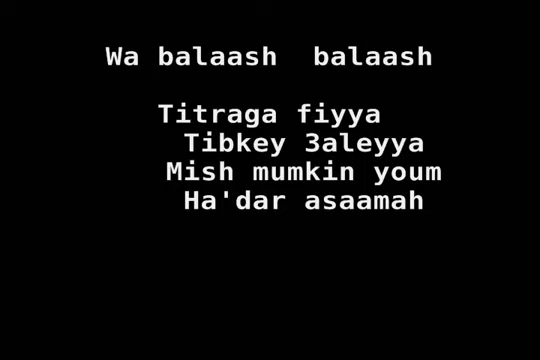 Wa balaash  balaash
Titraga fiyya
Tibkey 3aleyya
Mish mumkin youm
Ha'dar asaamah